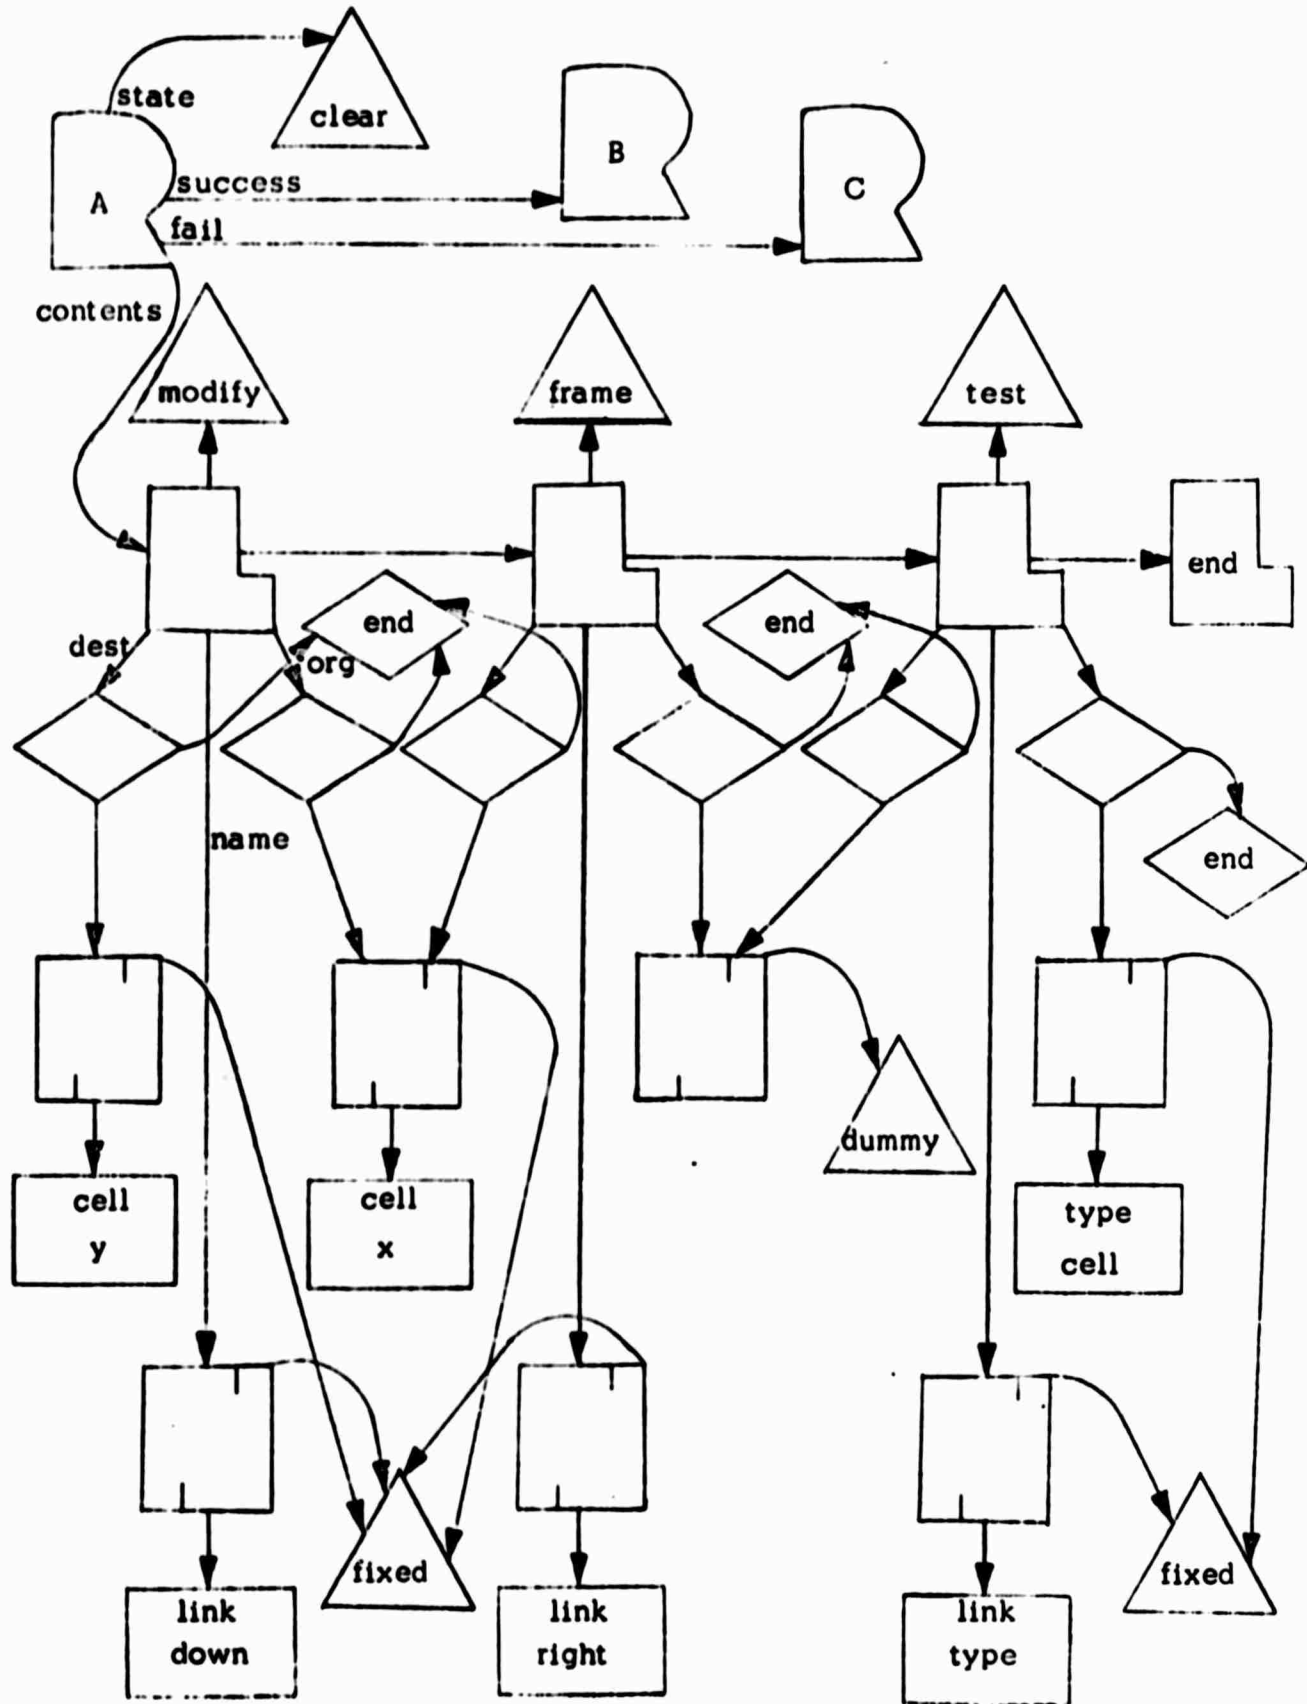 state
clear
B
C
A
success
fail
contents
modify
frame
test
end
end
end
dest
org
name
end
dummy
cell
y
cell
x
type
cell
fixed
fixed
link
down
link
right
link
type